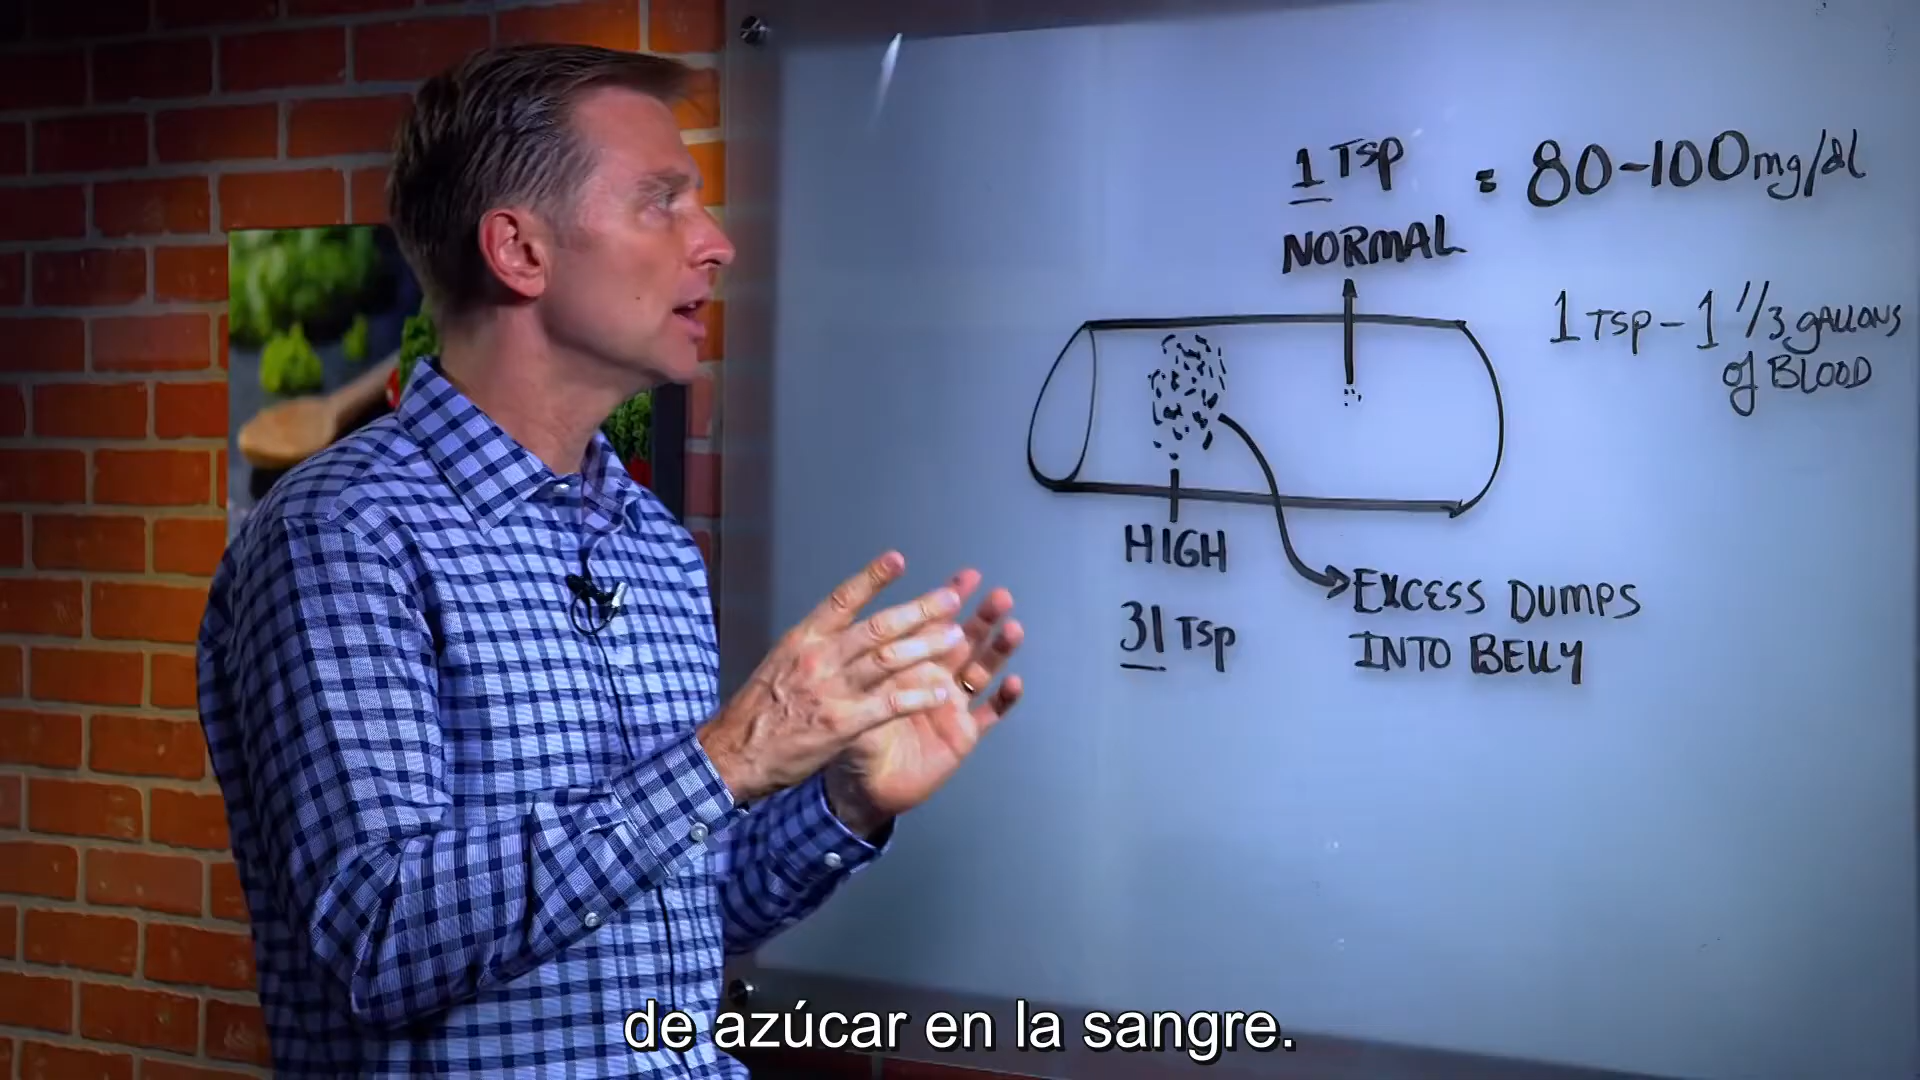 1 Tsp = 80-100mg/dl
NORMAL
1 TSP - 1 1/3 gALLONS
of BLOOD
HIGH
31 Tsp
EXCESS DUMPS
INTO BELLY
de azúcar en la sangre.